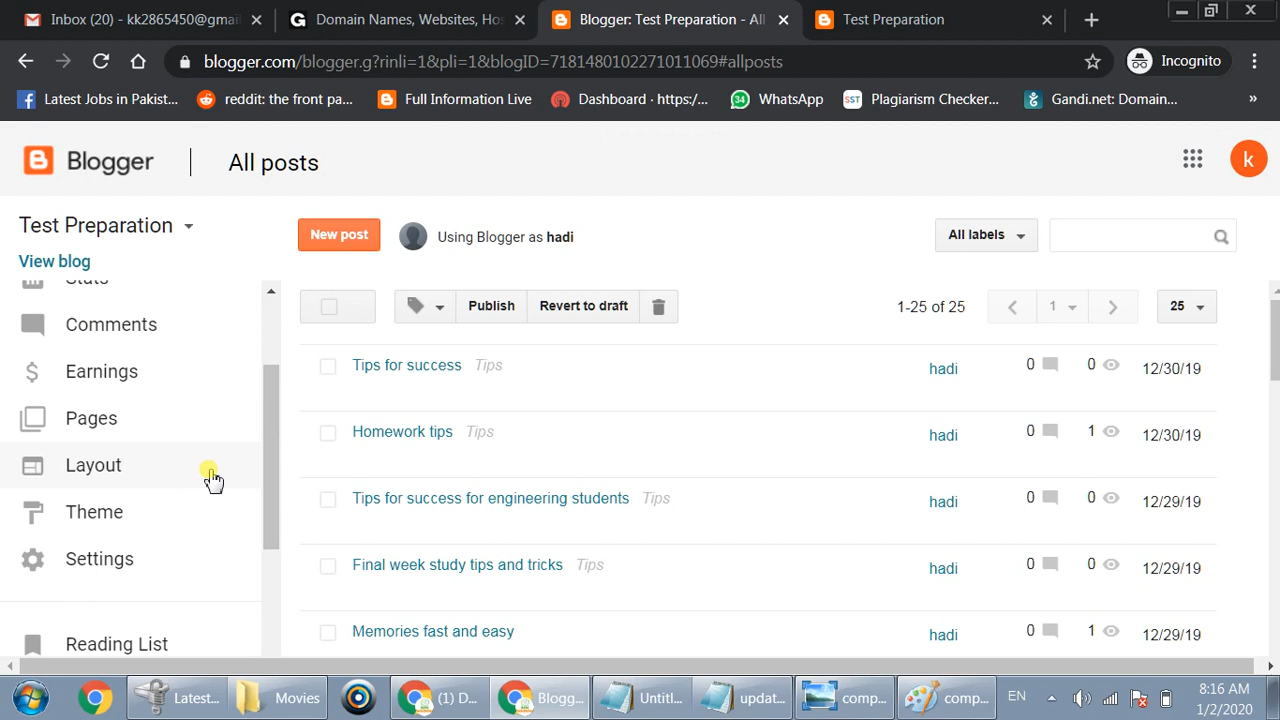 Inbox (20) - kk2865450@gmai
Domain Names, Websites, Hos
Blogger: Test Preparation - All
Test Preparation
blogger.com/blogger.g?rinli=1&pli=1&blogID=7181480102271011069#allposts
Incognito
Latest Jobs in Pakist...
reddit: the front pa...
Full Information Live
Dashboard · https:/...
34
WhatsApp
SST
Plagiarism Checker...
Gandi.net: Domain...
»
Blogger
All posts
k
Test Preparation
View blog
New post
Using Blogger as hadi
All labels
Stats
Comments
Earnings
Pages
Layout
Theme
Settings
Reading List
Publish
Revert to draft
1-25 of 25
1
25
Tips for success Tips hadi 0 0 12/30/19
Homework tips Tips hadi 0 1 12/30/19
Tips for success for engineering students Tips hadi 0 0 12/29/19
Final week study tips and tricks Tips hadi 0 0 12/29/19
Memories fast and easy hadi 0 1 12/29/19
Latest...
Movies
(1) D...
Blogg...
Untitl...
updat...
comp...
comp...
EN
8:16 AM
1/2/2020